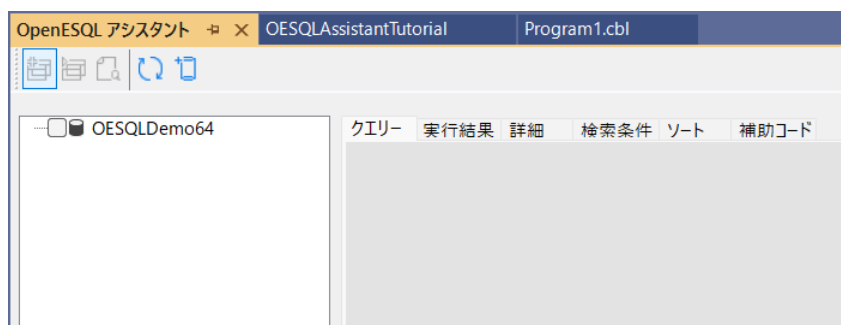 OpenESQL アシスタント OESQLAssistantTutorial Program1.cbl
OESQLDemo64
クエリー 実行結果 詳細 検索条件 ソート 補助コード